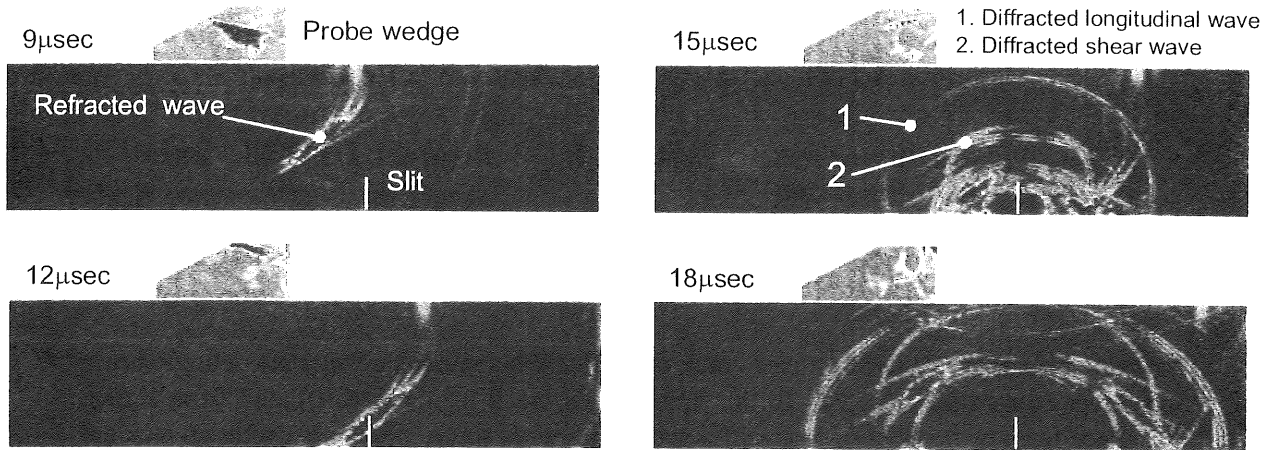 9μsec
Probe wedge
Refracted wave
Slit
12μsec
15μsec
1. Diffracted longitudinal wave
2. Diffracted shear wave
1
2
18μsec